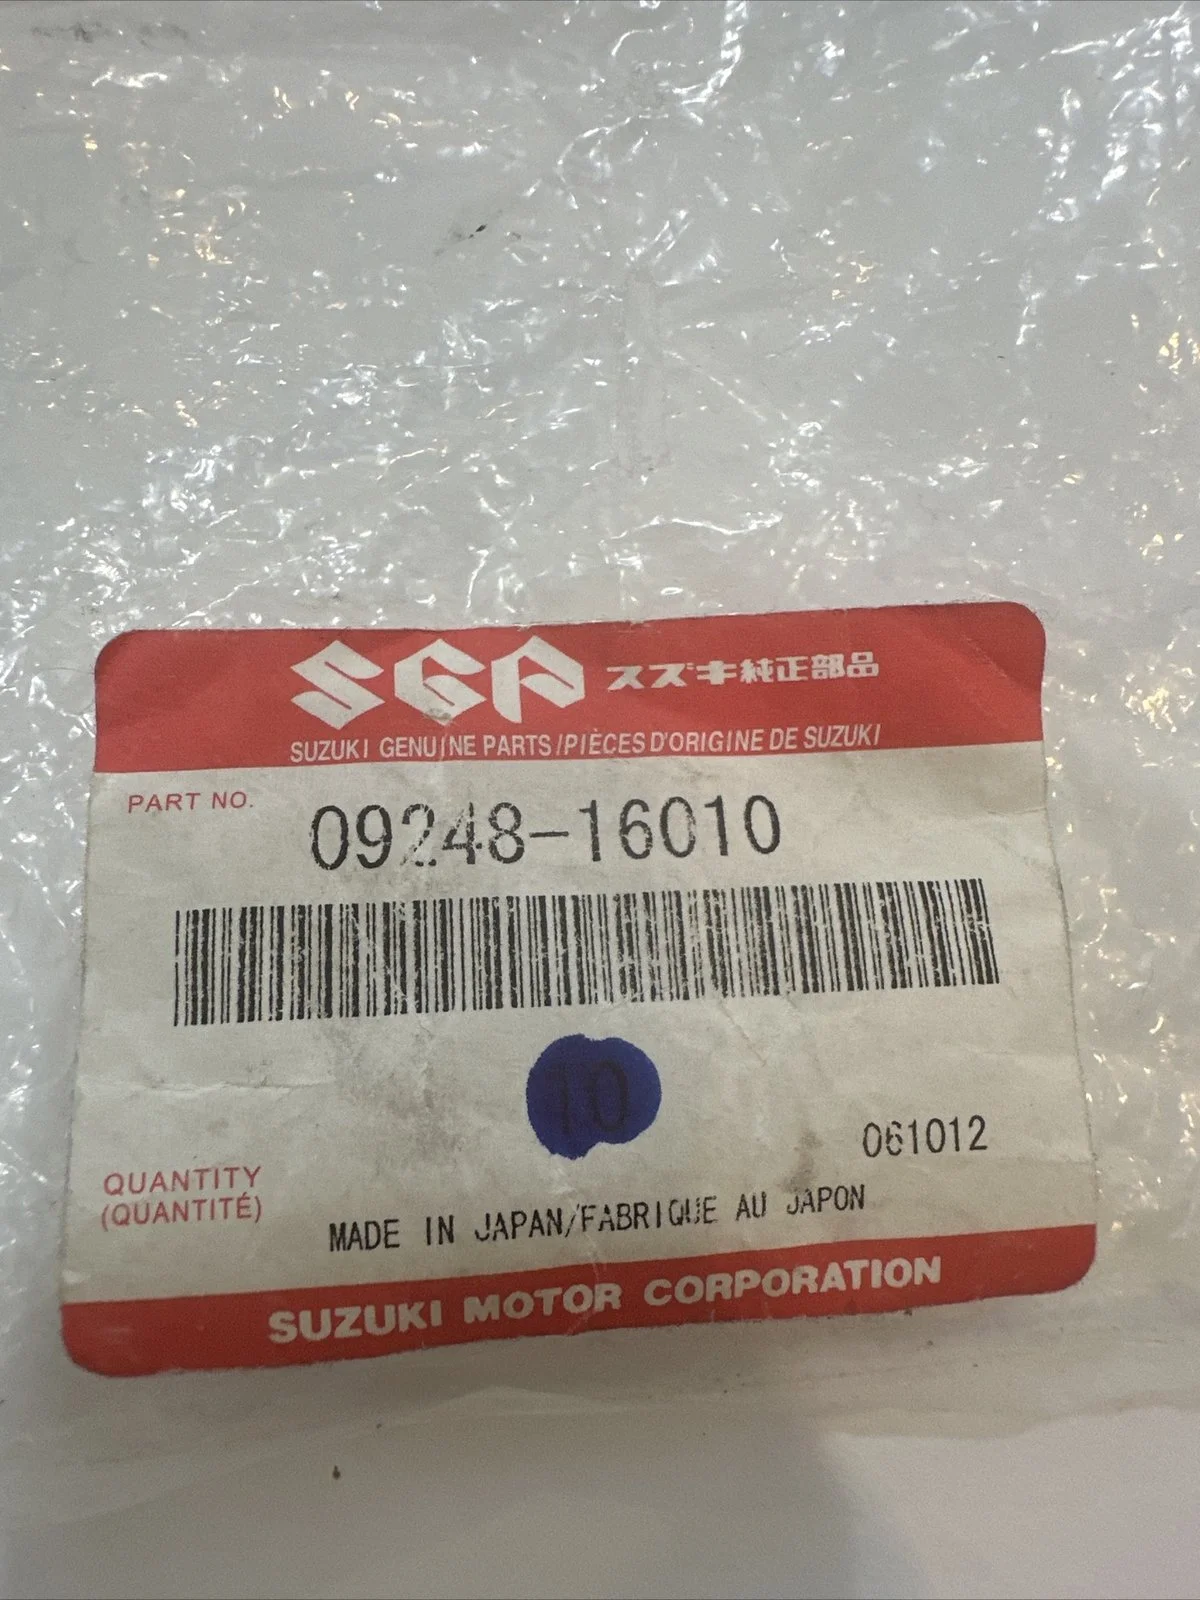 SGP スズキ純正部品
SUZUKI GENUINE PARTS/PIÈCES D'ORIGINE DE SUZUKI
PART NO. 09248-16010
10
061012
QUANTITY
(QUANTITÉ)
MADE IN JAPAN/FABRIQUE AU JAPON
SUZUKI MOTOR CORPORATION